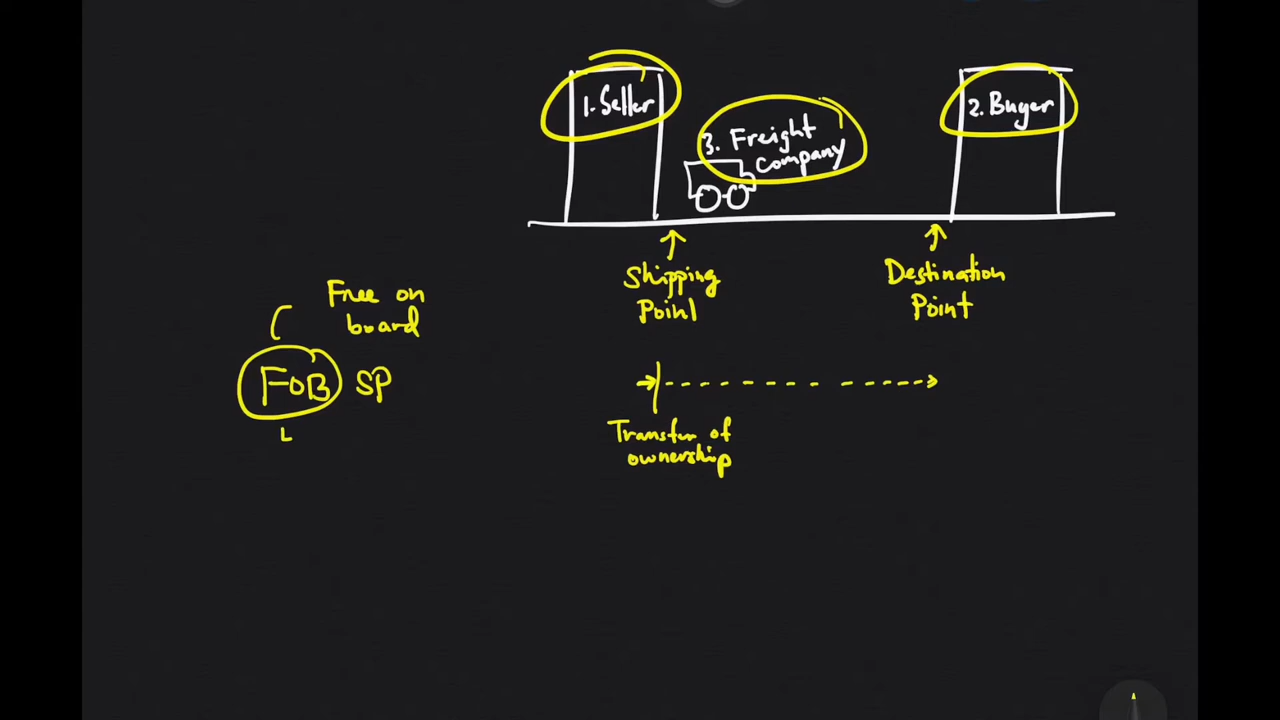 1. Seller
2. Buyer
3. Freight
company
Shipping
Point
Destination
Point
Free on
board
FOB SP
Transfer of
ownership